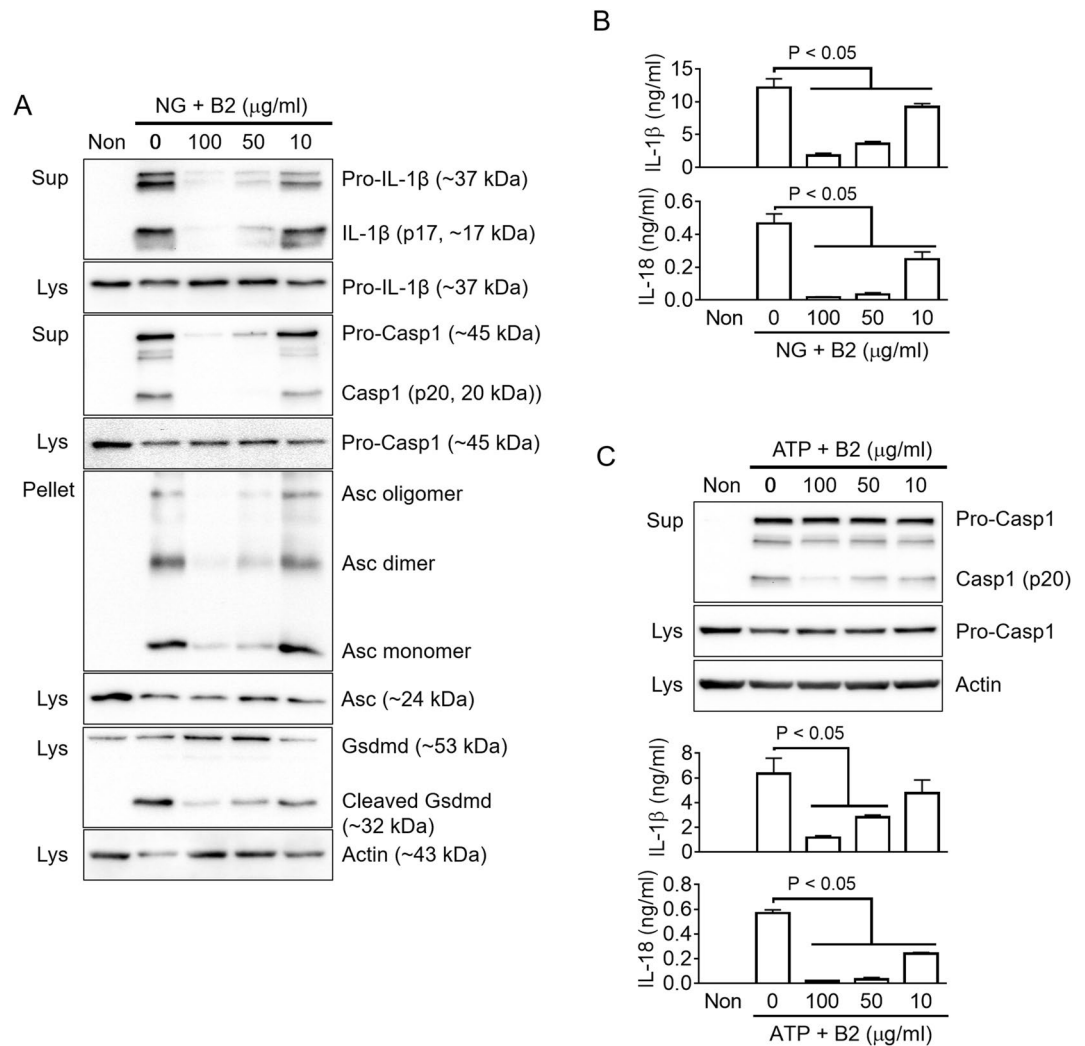 A
NG + B2 (μg/ml)
Non 0 100 50 10
Sup
Pro-IL-1β (~37 kDa)
IL-1β (p17, ~17 kDa)
Lys
Pro-IL-1β (~37 kDa)
Sup
Pro-Casp1 (~45 kDa)
Casp1 (p20, 20 kDa))
Lys
Pro-Casp1 (~45 kDa)
Pellet
Asc oligomer
Asc dimer
Asc monomer
Lys
Asc (~24 kDa)
Lys
Gsdmd (~53 kDa)
Cleaved Gsdmd
(~32 kDa)
Lys
Actin (~43 kDa)
B
P < 0.05
IL-1β (ng/ml)
15
10
5
0
P < 0.05
IL-18 (ng/ml)
0.6
0.4
0.2
0.0
Non 0 100 50 10
NG + B2 (μg/ml)
C
ATP + B2 (μg/ml)
Non 0 100 50 10
Sup
Pro-Casp1
Casp1 (p20)
Lys
Pro-Casp1
Lys
Actin
P < 0.05
IL-1β (ng/ml)
8
6
4
2
0
P < 0.05
IL-18 (ng/ml)
0.8
0.6
0.4
0.2
0.0
Non 0 100 50 10
ATP + B2 (μg/ml)